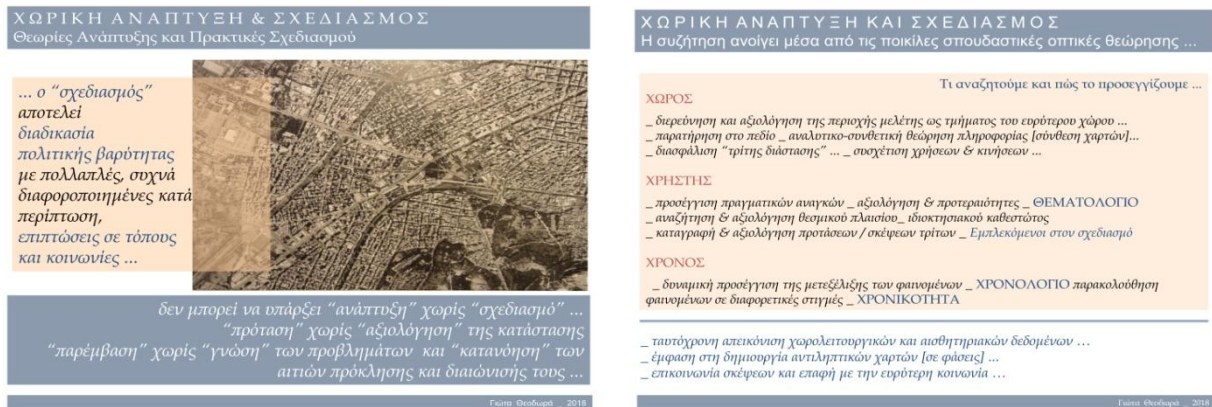 ΧΩΡΙΚΗ ΑΝΑΠΤΥΞΗ & ΣΧΕΔΙΑΣΜΟΣ
Θεωρίες Ανάπτυξης και Πρακτικές Σχεδιασμού
... ο “σχεδιασμός”
αποτελεί
διαδικασία
πολιτικής βαρύτητας
με πολλαπλές, συχνά
διαφοροποιημένες κατά
περίπτωση,
επιπτώσεις σε τόπους
και κοινωνίες ...
δεν μπορεί να υπάρξει “ανάπτυξη” χωρίς “σχεδιασμό” ...
“πρόταση” χωρίς “αξιολόγηση” της κατάστασης
“παρέμβαση” χωρίς “γνώση” των προβλημάτων και “κατανόηση” των
αιτιών πρόκλησης και διαιώνισής τους ...
Γιώτα Θεοδωρά _ 2018
ΧΩΡΙΚΗ ΑΝΑΠΤΥΞΗ ΚΑΙ ΣΧΕΔΙΑΣΜΟΣ
Η συζήτηση ανοίγει μέσα από τις ποικίλες σπουδαστικές οπτικές θεώρησης ...
Τι αναζητούμε και πώς το προσεγγίζουμε ...
ΧΩΡΟΣ
_ διερεύνηση και αξιολόγηση της περιοχής μελέτης ως τμήματος του ευρύτερου χώρου ...
_ παρατήρηση στο πεδίο _ αναλυτικο-συνθετική θεώρηση πληροφορίας [σύνθεση χαρτών]...
_ διασφάλιση “τρίτης διάστασης” ... _ συσχέτιση χρήσεων & κινήσεων ...
ΧΡΗΣΤΗΣ
_ προσέγγιση πραγματικών αναγκών _ αξιολόγηση & προτεραιότητες _ ΘΕΜΑΤΟΛΟΓΙΟ
_ αναζήτηση & αξιολόγηση θεσμικού πλαισίου_ ιδιοκτησιακού καθεστώτος
_ καταγραφή & αξιολόγηση προτάσεων / σκέψεων τρίτων _ Εμπλεκόμενοι στον σχεδιασμό
ΧΡΟΝΟΣ
_ δυναμική προσέγγιση της μετεξέλιξης των φαινομένων _ ΧΡΟΝΟΛΟΓΙΟ παρακολούθηση
φαινομένων σε διαφορετικές στιγμές _ ΧΡΟΝΙΚΟΤΗΤΑ
_ ταυτόχρονη απεικόνιση χωρολειτουργικών και αισθητηριακών δεδομένων …
_ έμφαση στη δημιουργία αντιληπτικών χαρτών [σε φάσεις] ...
_ επικοινωνία σκέψεων και επαφή με την ευρύτερη κοινωνία …
Γιώτα Θεοδωρά _ 2018